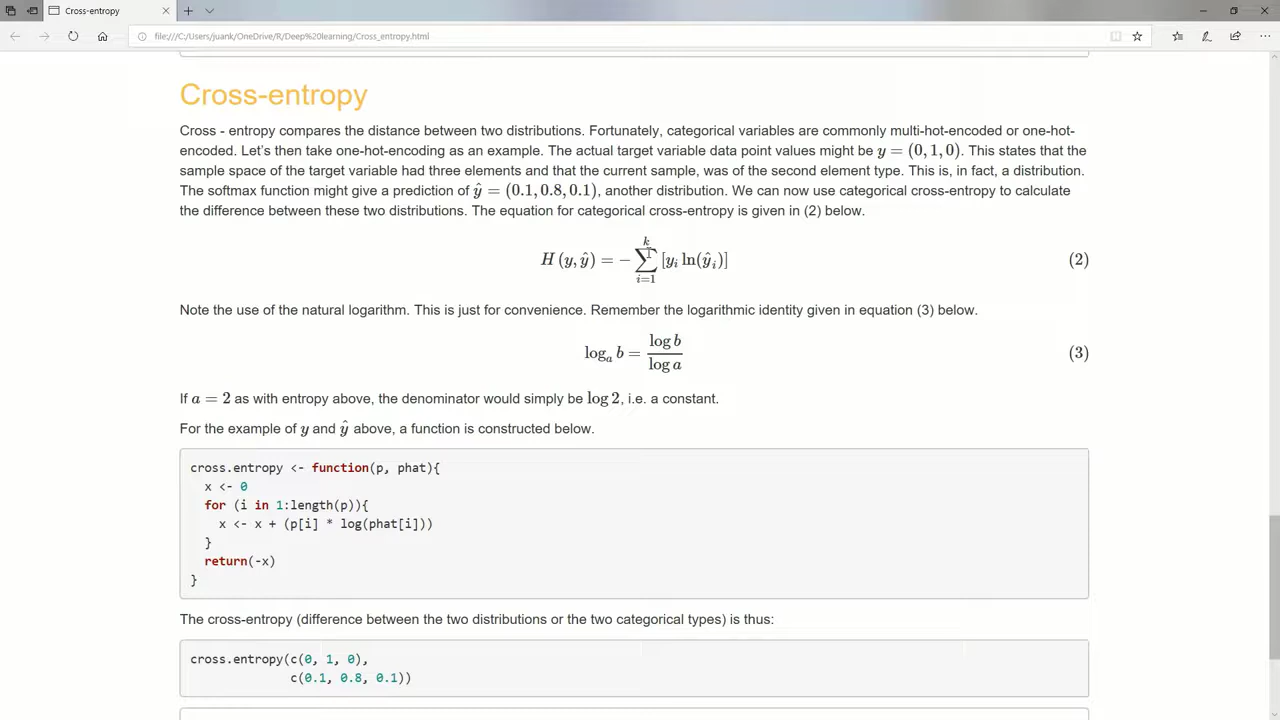 Cross-entropy
file:///C:/Users/juank/OneDrive/R/Deep%20learning/Cross_entropy.html
Cross-entropy
Cross - entropy compares the distance between two distributions. Fortunately, categorical variables are commonly multi-hot-encoded or one-hot-
encoded. Let's then take one-hot-encoding as an example. The actual target variable data point values might be y = (0, 1, 0). This states that the
sample space of the target variable had three elements and that the current sample, was of the second element type. This is, in fact, a distribution.
The softmax function might give a prediction of ŷ = (0.1, 0.8, 0.1), another distribution. We can now use categorical cross-entropy to calculate
the difference between these two distributions. The equation for categorical cross-entropy is given in (2) below.
H (y, ŷ) = − ∑_{i=1}^{k} [y_i ln(ŷ_i)] (2)
Note the use of the natural logarithm. This is just for convenience. Remember the logarithmic identity given in equation (3) below.
log_a b = log b / log a (3)
If a = 2 as with entropy above, the denominator would simply be log 2, i.e. a constant.
For the example of y and ŷ above, a function is constructed below.
cross.entropy <- function(p, phat){
x <- 0
for (i in 1:length(p)){
x <- x + (p[i] * log(phat[i]))
}
return(-x)
}
The cross-entropy (difference between the two distributions or the two categorical types) is thus:
cross.entropy(c(0, 1, 0),
c(0.1, 0.8, 0.1))